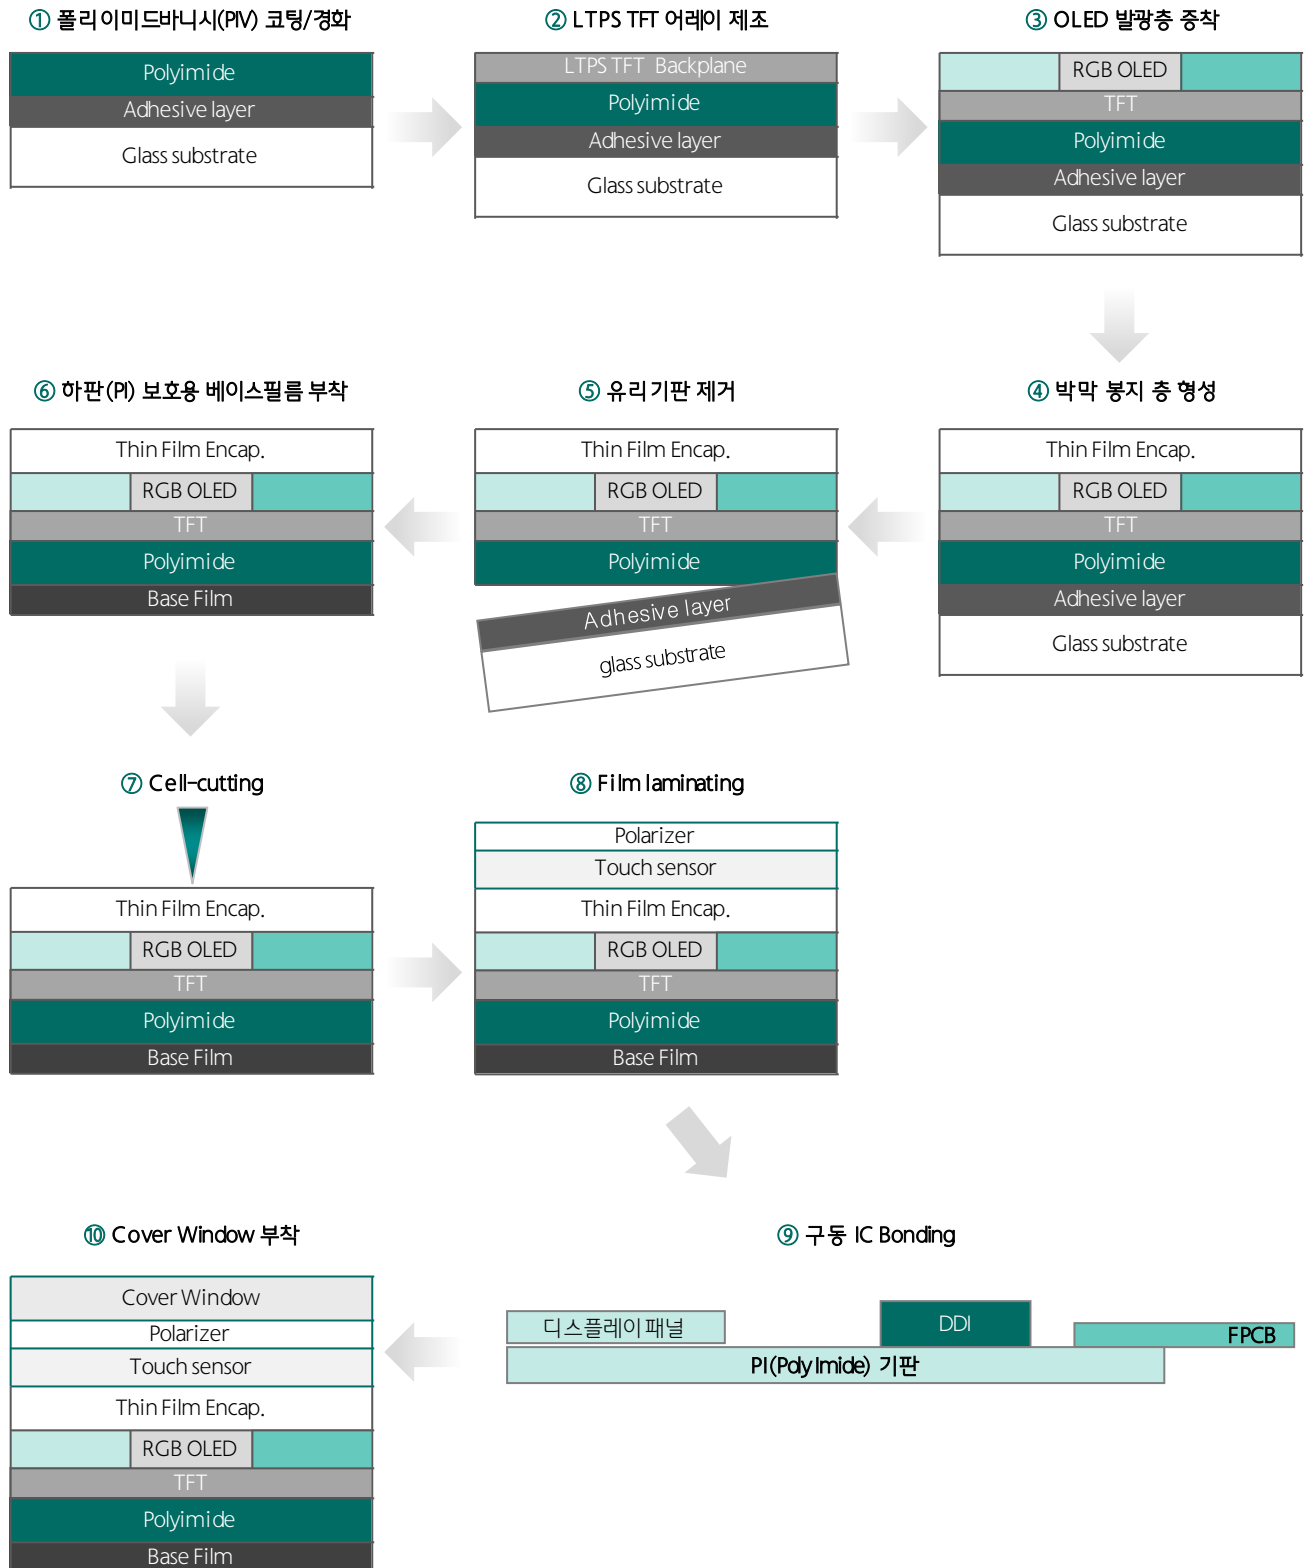 ① 폴리이미드바니시(PIV) 코팅/경화
Polyimide
Adhesive layer
Glass substrate
② LTPS TFT 어레이 제조
LTPS TFT Backplane
Polyimide
Adhesive layer
Glass substrate
③ OLED 발광층 증착
RGB OLED
TFT
Polyimide
Adhesive layer
Glass substrate
④ 박막 봉지 층 형성
Thin Film Encap.
RGB OLED
TFT
Polyimide
Adhesive layer
Glass substrate
⑤ 유리기판 제거
Thin Film Encap.
RGB OLED
TFT
Polyimide
Adhesive layer
glass substrate
⑥ 하판(PI) 보호용 베이스필름 부착
Thin Film Encap.
RGB OLED
TFT
Polyimide
Base Film
⑦ Cell-cutting
Thin Film Encap.
RGB OLED
TFT
Polyimide
Base Film
⑧ Film laminating
Polarizer
Touch sensor
Thin Film Encap.
RGB OLED
TFT
Polyimide
Base Film
⑨ 구동 IC Bonding
디스플레이패널
DDI
FPCB
PI(Poly Imide) 기판
⑩ Cover Window 부착
Cover Window
Polarizer
Touch sensor
Thin Film Encap.
RGB OLED
TFT
Polyimide
Base Film